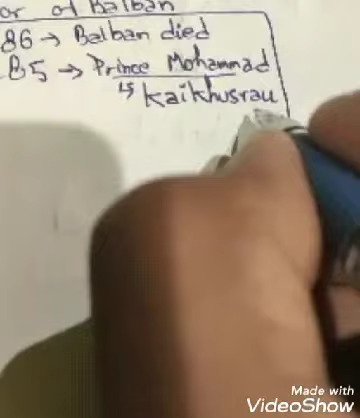 of Balban
86 → Balban died
85 → Prince Mohammad
↳ Kaikhusrau
Made with
VideoShow